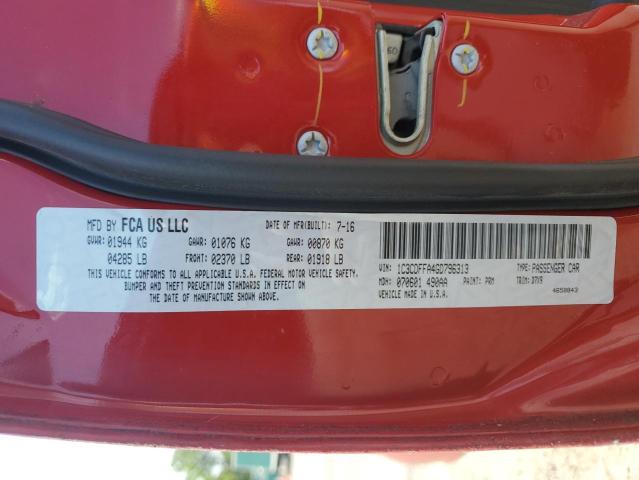 MFD BY FCA US LLC DATE OF MFR(BUILT): 7-16
GVWR: 01944 KG GAWR: 01076 KG GAWR: 00870 KG
04285 LB FRONT: 02370 LB REAR: 01918 LB
THIS VEHICLE CONFORMS TO ALL APPLICABLE U.S.A. FEDERAL MOTOR VEHICLE SAFETY,
BUMPER AND THEFT PREVENTION STANDARDS IN EFFECT ON
THE DATE OF MANUFACTURE SHOWN ABOVE.
VIN: 1C3CDFFA4GD796313 TYPE: PASSENGER CAR
MDH: 070601 490AA PAINT: PRM TRIM: D7X9
VEHICLE MADE IN U.S.A. 4658843